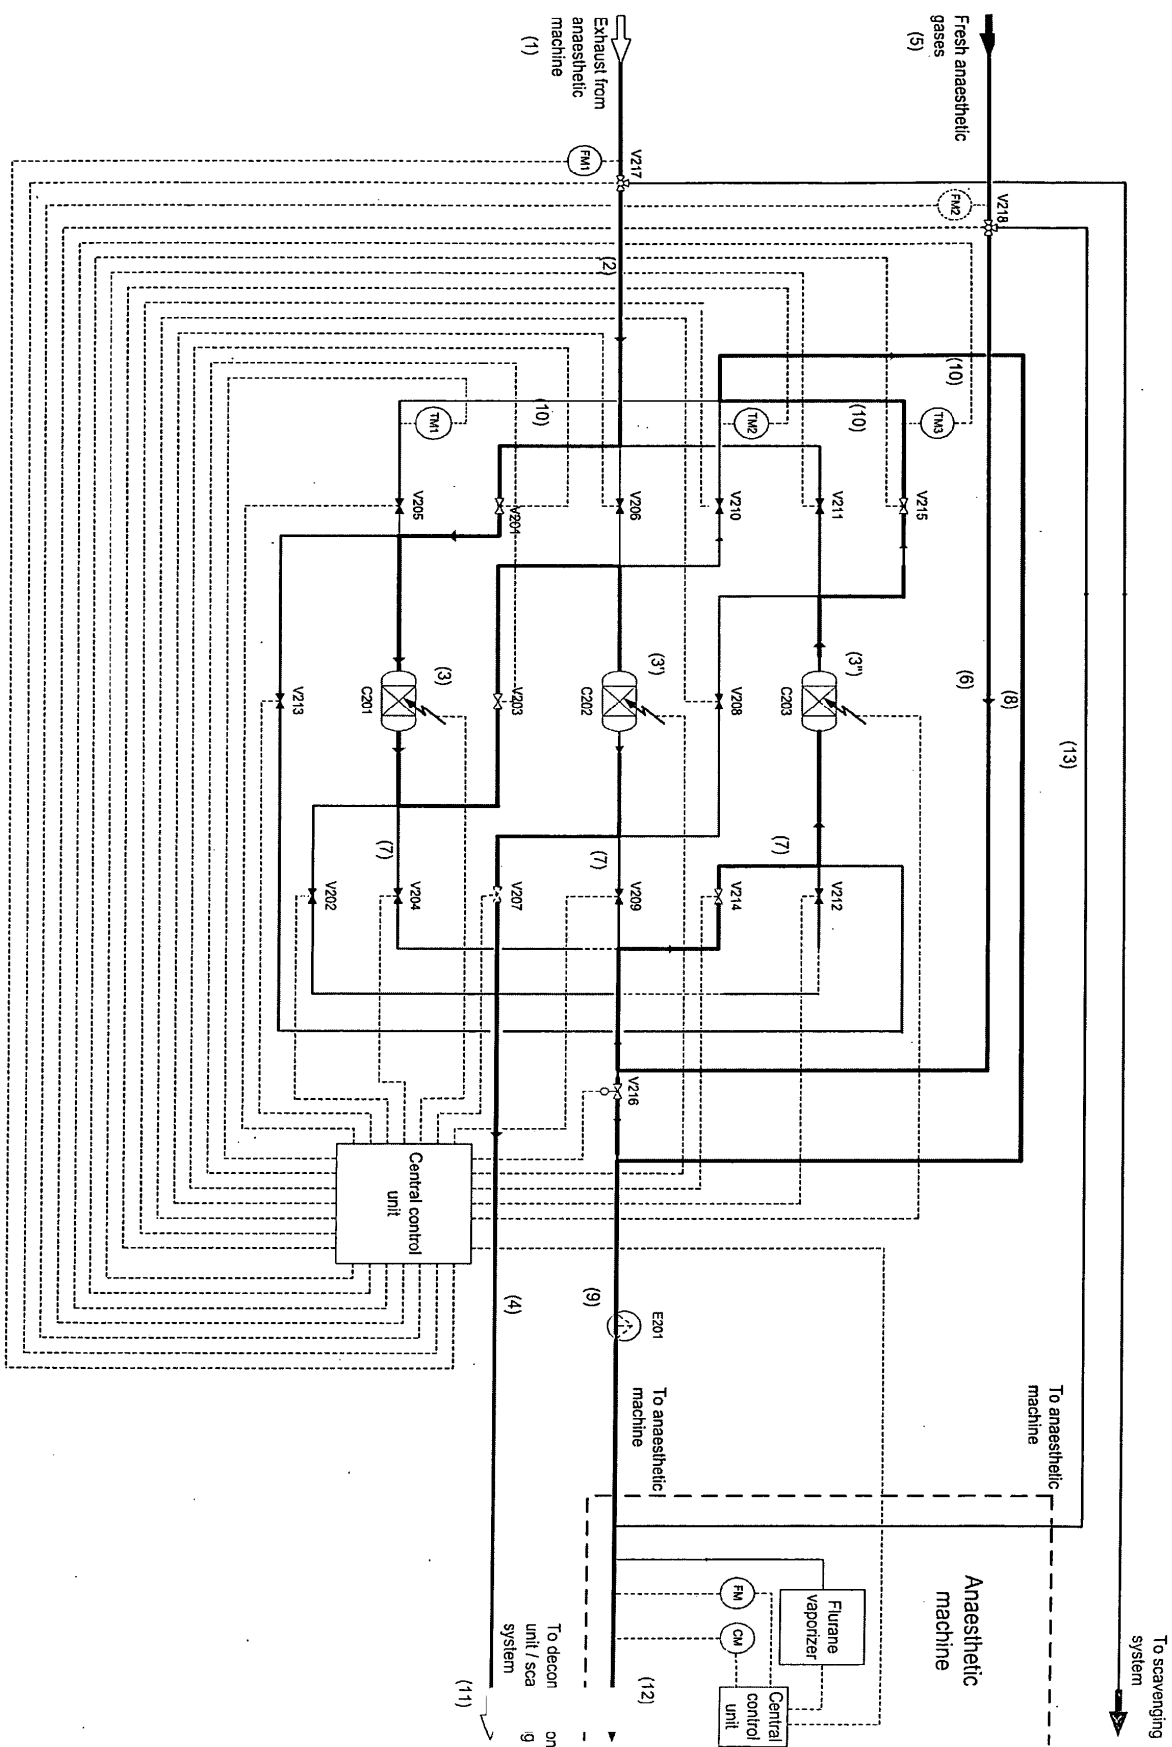 Fresh anaesthetic
gases
(5)
Exhaust from
anaesthetic
machine
(1)
V217
FM1
V218
FM2
(2)
(10)
(10)
(10)
TM1
TM2
TM3
V205
V201
V206
V210
V211
V215
(3)
(3')
(3'')
C201
C202
C203
V213
V203
V208
(6)
(8)
(13)
(7)
(7)
(7)
V202
V204
V207
V209
V214
V212
V216
Central control
unit
(4)
(9)
E201
To anaesthetic
machine
To anaesthetic
machine
Anaesthetic
machine
Flurane
vaporizer
FM
CM
Central
control
unit
To scavenging
system
To decon
on
unit / sca
g
system
(11)
(12)